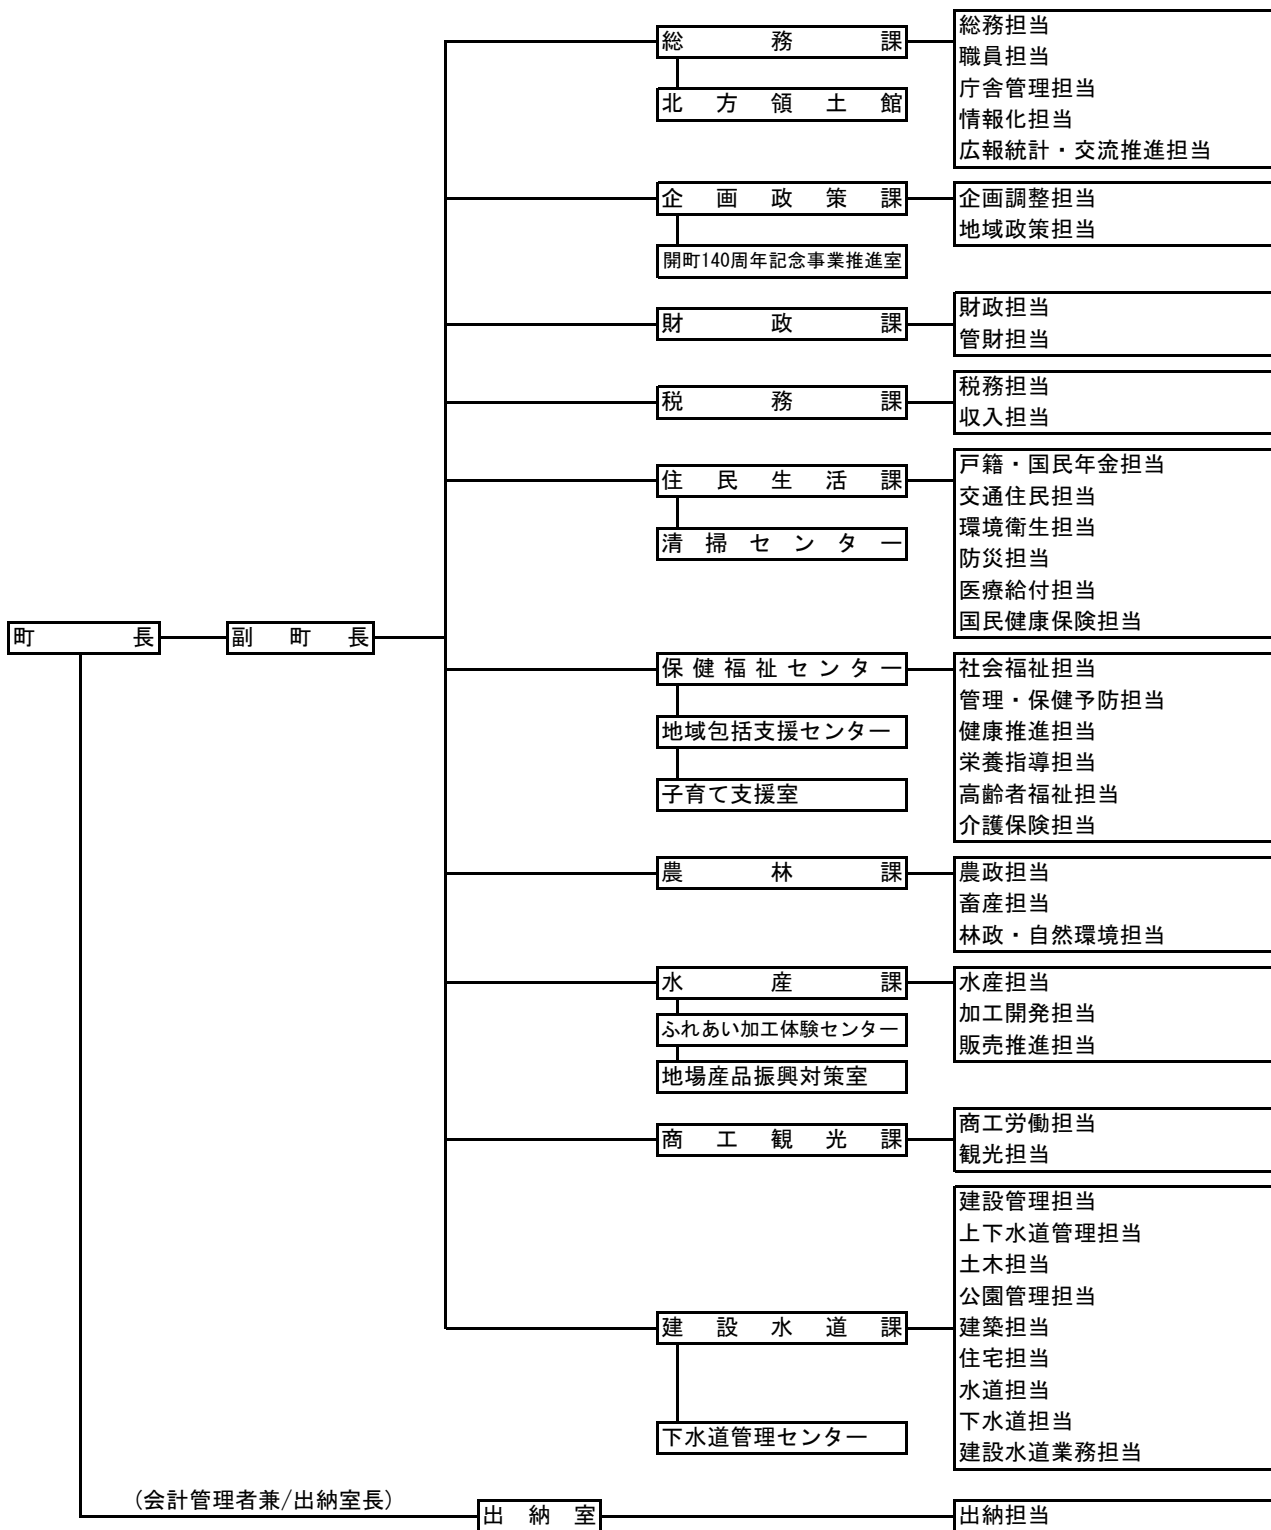 総務課
総務担当
職員担当
庁舎管理担当
情報化担当
広報統計・交流推進担当
北方領土館
企画政策課
企画調整担当
地域政策担当
開町140周年記念事業推進室
財政課
財政担当
管財担当
税務課
税務担当
収入担当
住民生活課
戸籍・国民年金担当
交通住民担当
環境衛生担当
防災担当
医療給付担当
国民健康保険担当
清掃センター
町長
副町長
保健福祉センター
社会福祉担当
管理・保健予防担当
健康推進担当
栄養指導担当
高齢者福祉担当
介護保険担当
地域包括支援センター
子育て支援室
農林課
農政担当
畜産担当
林政・自然環境担当
水産課
水産担当
加工開発担当
販売推進担当
ふれあい加工体験センター
地場産品振興対策室
商工観光課
商工労働担当
観光担当
建設水道課
建設管理担当
上下水道管理担当
土木担当
公園管理担当
建築担当
住宅担当
水道担当
下水道担当
建設水道業務担当
下水道管理センター
(会計管理者兼/出納室長)
出納室
出納担当